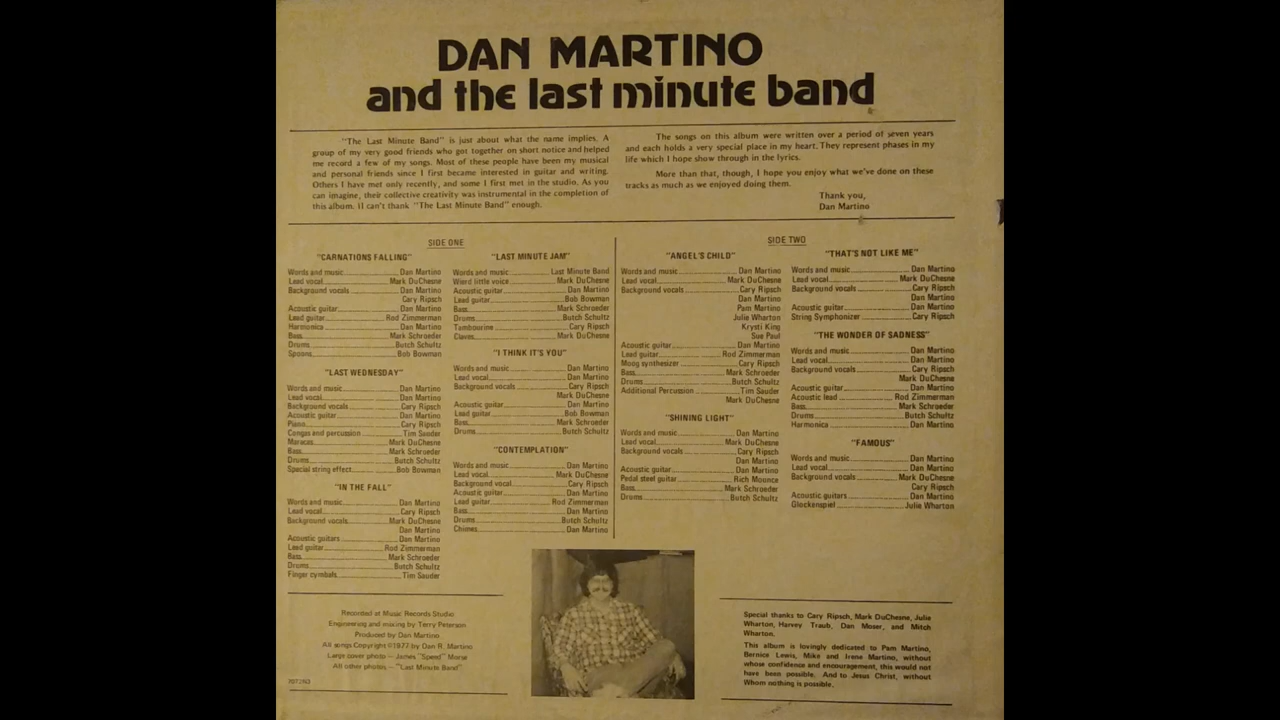 DAN MARTINO
and the last minute band
"The Last Minute Band" is just about what the name implies. A
group of my very good friends who got together on short notice and helped
me record a few of my songs. Most of these people have been my musical
and personal friends since I first became interested in guitar and writing.
Others I have met only recently, and some I first met in the studio. As you
can imagine, their collective creativity was instrumental in the completion of
this album. I can't thank "The Last Minute Band" enough.
The songs on this album were written over a period of seven years
and each holds a very special place in my heart. They represent phases in my
life which I hope show through in the lyrics.
More than that, though, I hope you enjoy what we've done on these
tracks as much as we enjoyed doing them.
Thank you,
Dan Martino
SIDE ONE
"CARNATIONS FALLING"
Words and music Dan Martino
Lead vocal Mark DuChesne
Background vocals Dan Martino
Cary Ripsch
Acoustic guitar Dan Martino
Lead guitar Rod Zimmerman
Harmonica Dan Martino
Bass Mark Schroeder
Drums Butch Schultz
Spoons Bob Bowman
"LAST WEDNESDAY"
Words and music Dan Martino
Lead vocal Dan Martino
Background vocals Cary Ripsch
Acoustic guitar Dan Martino
Piano Cary Ripsch
Congas and percussion Tim Sauder
Maracas Mark DuChesne
Bass Mark Schroeder
Drums Butch Schultz
Special string effect Bob Bowman
"IN THE FALL"
Words and music Dan Martino
Lead vocal Cary Ripsch
Background vocals Mark DuChesne
Dan Martino
Acoustic guitars Dan Martino
Lead guitar Rod Zimmerman
Bass Mark Schroeder
Drums Butch Schultz
Finger cymbals Tim Sauder
"LAST MINUTE JAM"
Words and music Last Minute Band
Weird little voice Mark DuChesne
Acoustic guitar Dan Martino
Lead guitar Bob Bowman
Bass Mark Schroeder
Drums Butch Schultz
Tambourine Cary Ripsch
Claves Mark DuChesne
"I THINK IT'S YOU"
Words and music Dan Martino
Lead vocal Dan Martino
Background vocals Cary Ripsch
Mark DuChesne
Acoustic guitar Dan Martino
Lead guitar Bob Bowman
Bass Mark Schroeder
Drums Butch Schultz
"CONTEMPLATION"
Words and music Dan Martino
Lead vocal Mark DuChesne
Background vocal Cary Ripsch
Acoustic guitar Dan Martino
Lead guitar Rod Zimmerman
Bass Dan Martino
Drums Butch Schultz
Chimes Dan Martino
SIDE TWO
"ANGEL'S CHILD"
Words and music Dan Martino
Lead vocal Mark DuChesne
Background vocals Cary Ripsch
Dan Martino
Pam Martino
Julie Wharton
Krysti King
Sue Paul
Acoustic guitar Dan Martino
Lead guitar Rod Zimmerman
Moog synthesizer Cary Ripsch
Bass Mark Schroeder
Drums Butch Schultz
Additional Percussion Tim Sauder
Mark DuChesne
"SHINING LIGHT"
Words and music Dan Martino
Lead vocal Mark DuChesne
Background vocals Cary Ripsch
Dan Martino
Acoustic guitar Dan Martino
Pedal steel guitar Rich Mounce
Bass Mark Schroeder
Drums Butch Schultz
"THAT'S NOT LIKE ME"
Words and music Dan Martino
Lead vocal Mark DuChesne
Background vocals Cary Ripsch
Dan Martino
Acoustic guitar Dan Martino
String Symphonizer Cary Ripsch
"THE WONDER OF SADNESS"
Words and music Dan Martino
Lead vocal Dan Martino
Background vocals Cary Ripsch
Mark DuChesne
Acoustic guitar Dan Martino
Acoustic lead Rod Zimmerman
Bass Mark Schroeder
Drums Butch Schultz
Harmonica Dan Martino
"FAMOUS"
Words and music Dan Martino
Lead vocal Dan Martino
Background vocals Mark DuChesne
Cary Ripsch
Acoustic guitars Dan Martino
Glockenspiel Julie Wharton
Recorded at Music Records Studio
Engineering and mixing by Terry Peterson
Produced by Dan Martino
All songs Copyright ©1977 by Dan R. Martino
Large cover photo — James "Speed" Morse
All other photos — "Last Minute Band"
Special thanks to Cary Ripsch, Mark DuChesne, Julie
Wharton, Harvey Traub, Dan Moser, and Mitch
Wharton.
This album is lovingly dedicated to Pam Martino,
Bernice Lewis, Mike and Irene Martino, without
whose confidence and encouragement, this would not
have been possible. And to Jesus Christ, without
Whom nothing is possible.